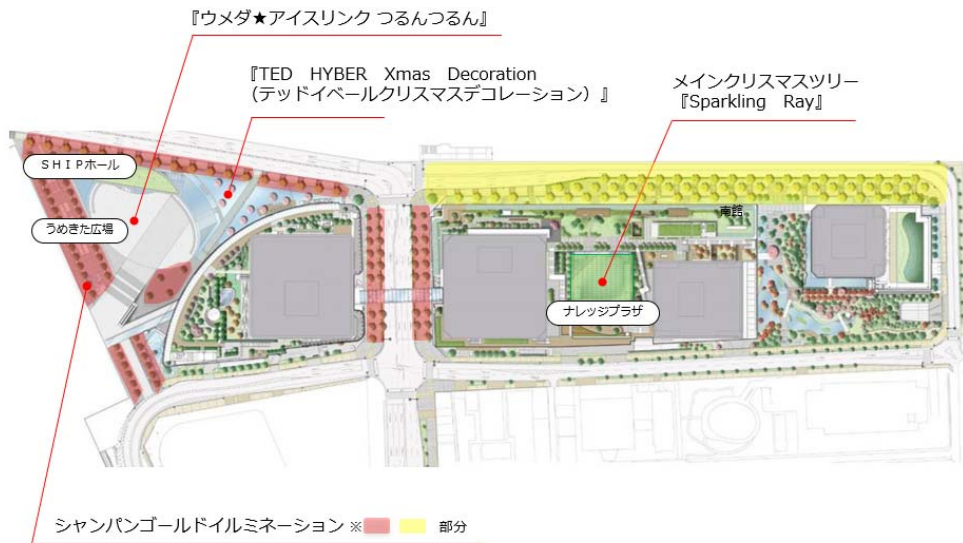 『ウメダ★アイスリンク つるんつるん』
『TED　HYBER　Xmas　Decoration
（テッドイベールクリスマスデコレーション）』
メインクリスマスツリー
『Sparkling　Ray』
ＳＨＩＰホール
うめきた広場
南館
ナレッジプラザ
シャンパンゴールドイルミネーション ※ 部分